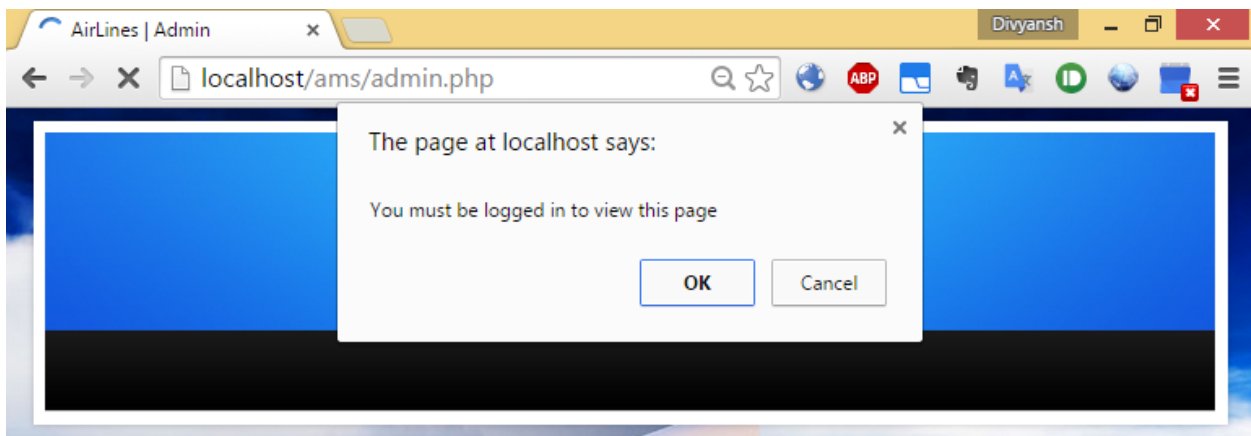 AirLines | Admin
Divyansh
localhost/ams/admin.php
ABP
The page at localhost says:
You must be logged in to view this page
OK
Cancel